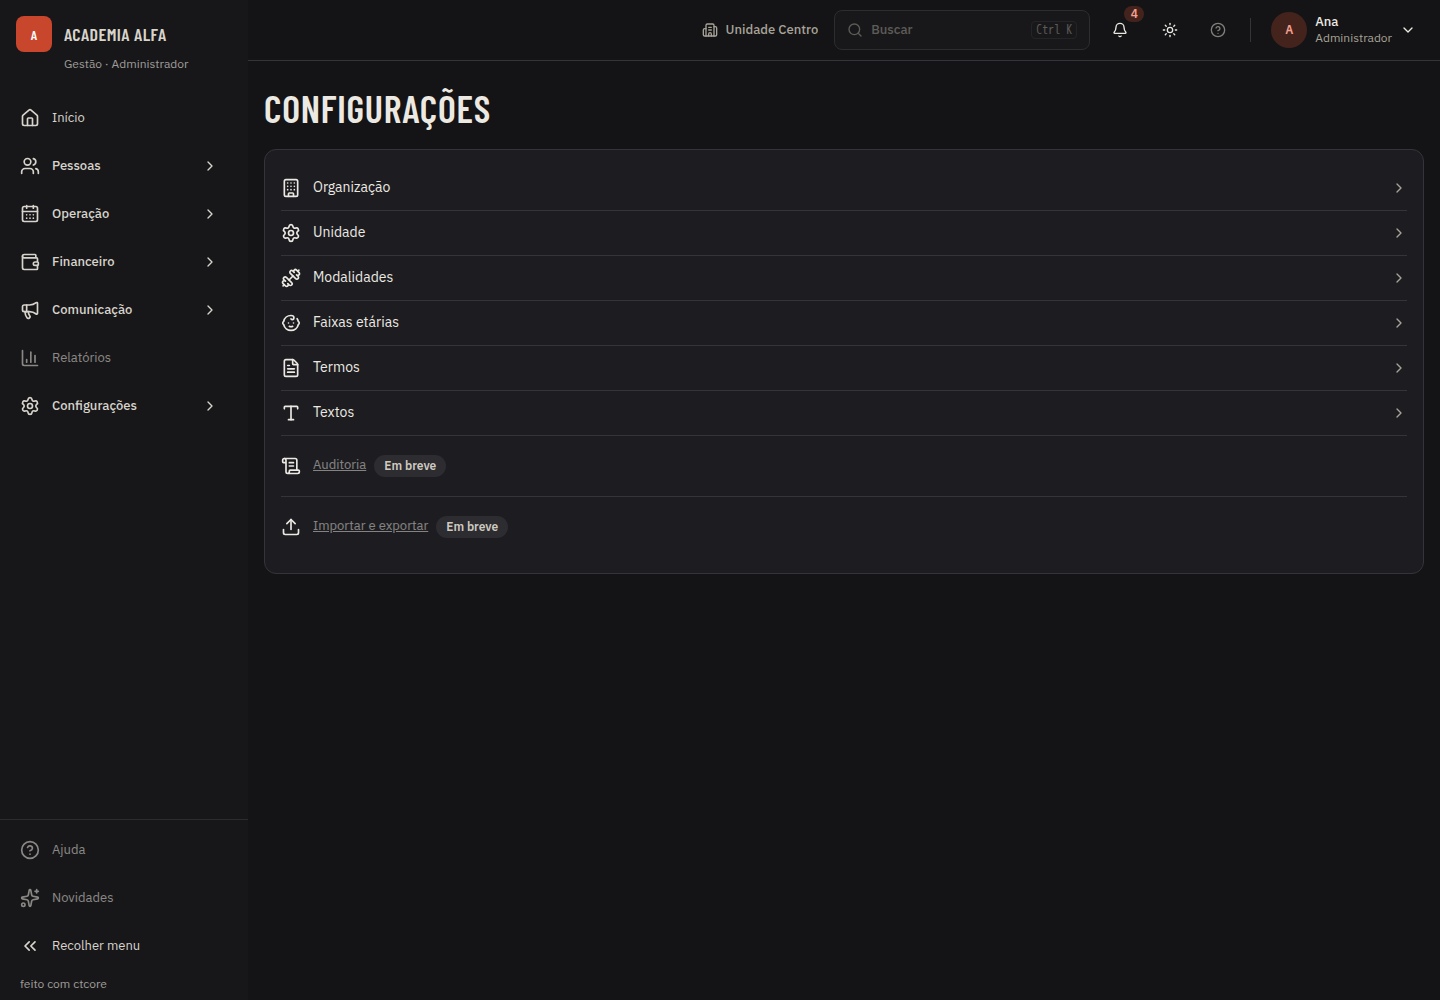 A
ACADEMIA ALFA
Gestão · Administrador
Início
Pessoas
Operação
Financeiro
Comunicação
Relatórios
Configurações
Ajuda
Novidades
Recolher menu
feito com ctcore
Unidade Centro
Buscar
Ctrl K
4
A
Ana
Administrador
CONFIGURAÇÕES
Organização
Unidade
Modalidades
Faixas etárias
Termos
Textos
Auditoria Em breve
Importar e exportar Em breve